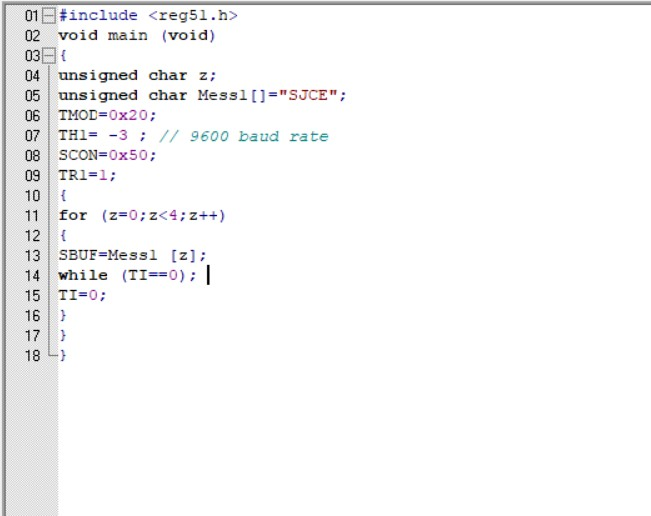 01 #include <reg51.h>
02 void main (void)
03 {
04 unsigned char z;
05 unsigned char Mess1[]="SJCE";
06 TMOD=0x20;
07 TH1= -3 ; // 9600 baud rate
08 SCON=0x50;
09 TR1=1;
10 {
11 for (z=0;z<4;z++)
12 {
13 SBUF=Mess1 [z];
14 while (TI==0);
15 TI=0;
16 }
17 }
18 }